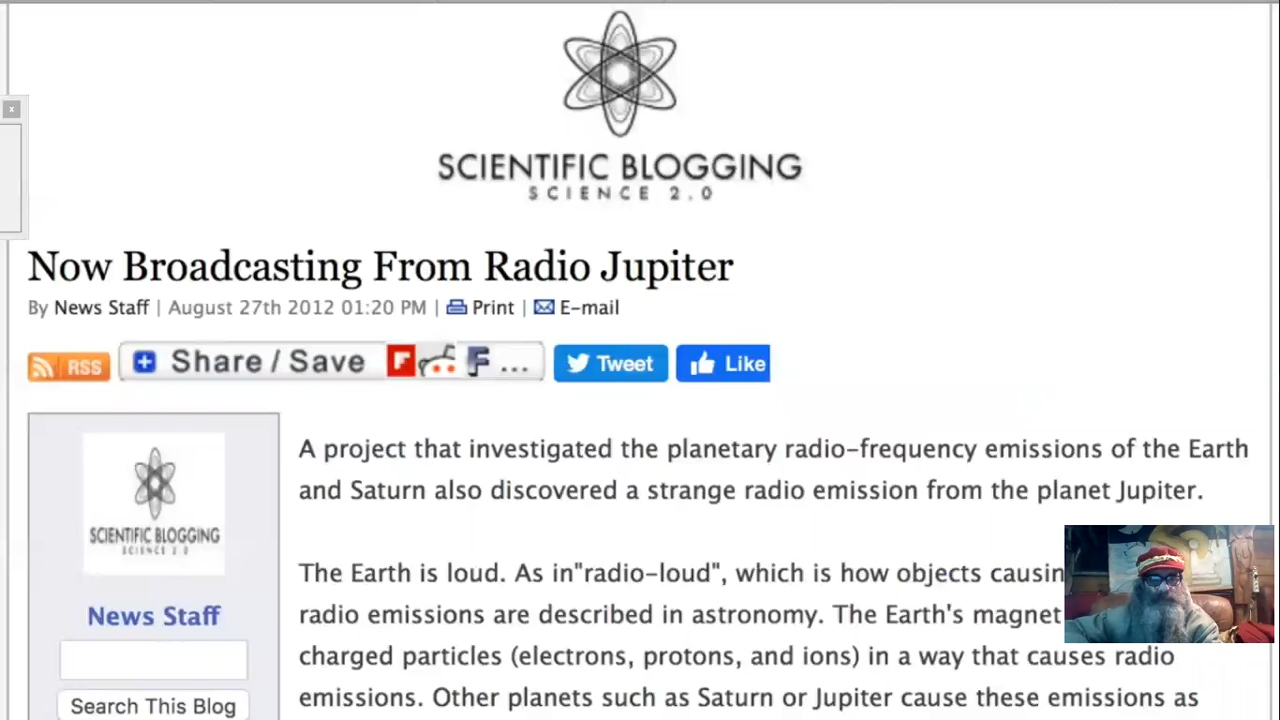 x
SCIENTIFIC BLOGGING
SCIENCE 2.0
Now Broadcasting From Radio Jupiter
By News Staff | August 27th 2012 01:20 PM | Print | E-mail
RSS Share / Save F ... Tweet Like
A project that investigated the planetary radio-frequency emissions of the Earth
and Saturn also discovered a strange radio emission from the planet Jupiter.
SCIENTIFIC BLOGGING
SCIENCE 2.0
News Staff
Search This Blog
The Earth is loud. As in"radio-loud", which is how objects causin
radio emissions are described in astronomy. The Earth's magnet
charged particles (electrons, protons, and ions) in a way that causes radio
emissions. Other planets such as Saturn or Jupiter cause these emissions as